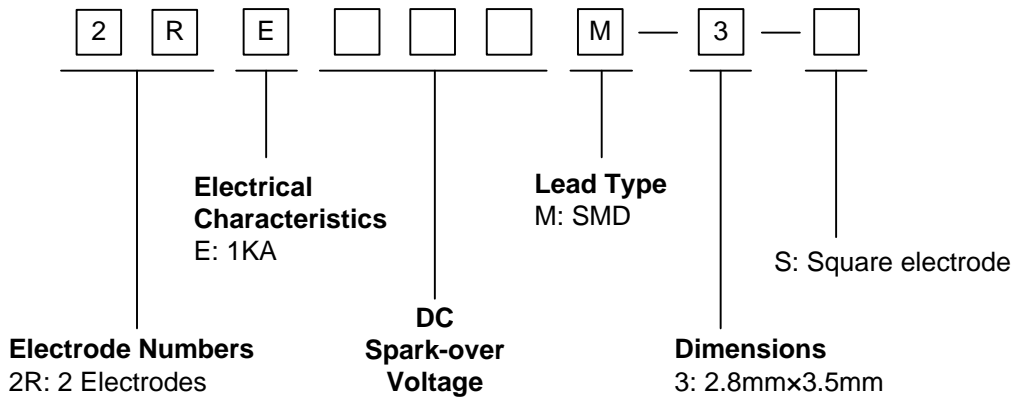 2 R E M — 3 —
Electrical
Characteristics
E: 1KA
Lead Type
M: SMD
S: Square electrode
Electrode Numbers
2R: 2 Electrodes
DC
Spark-over
Voltage
Dimensions
3: 2.8mm×3.5mm